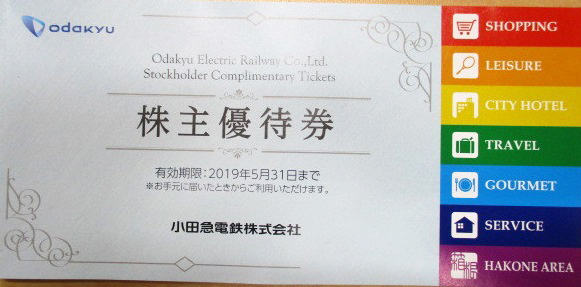 odakyu
Odakyu Electric Railway Co.,Ltd.
Stockholder Complimentary Tickets
株主優待券
有効期限：2019年5月31日まで
※お手元に届いたときからご利用いただけます。
小田急電鉄株式会社
SHOPPING
LEISURE
CITY HOTEL
TRAVEL
GOURMET
SERVICE
箱根
HAKONE AREA